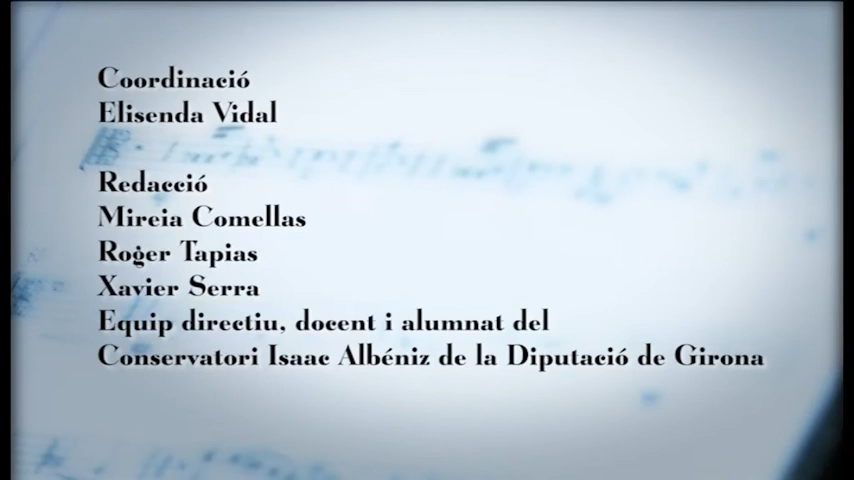 Coordinació
Elisenda Vidal
Redacció
Mireia Comellas
Roger Tapias
Xavier Serra
Equip directiu, docent i alumnat del
Conservatori Isaac Albéniz de la Diputació de Girona